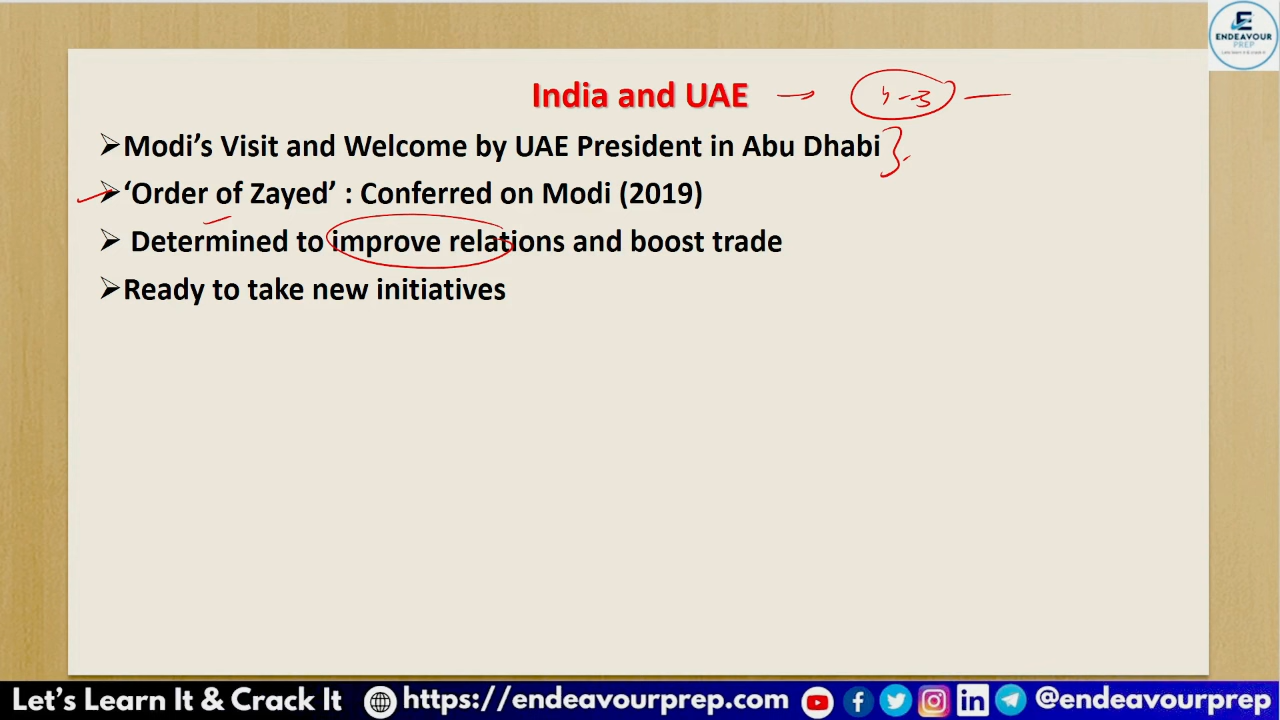 ENDEAVOUR
PREP
India and UAE
➢Modi’s Visit and Welcome by UAE President in Abu Dhabi
➢‘Order of Zayed’ : Conferred on Modi (2019)
➢ Determined to improve relations and boost trade
➢Ready to take new initiatives
Let’s Learn It & Crack It https://endeavourprep.com @endeavourprep